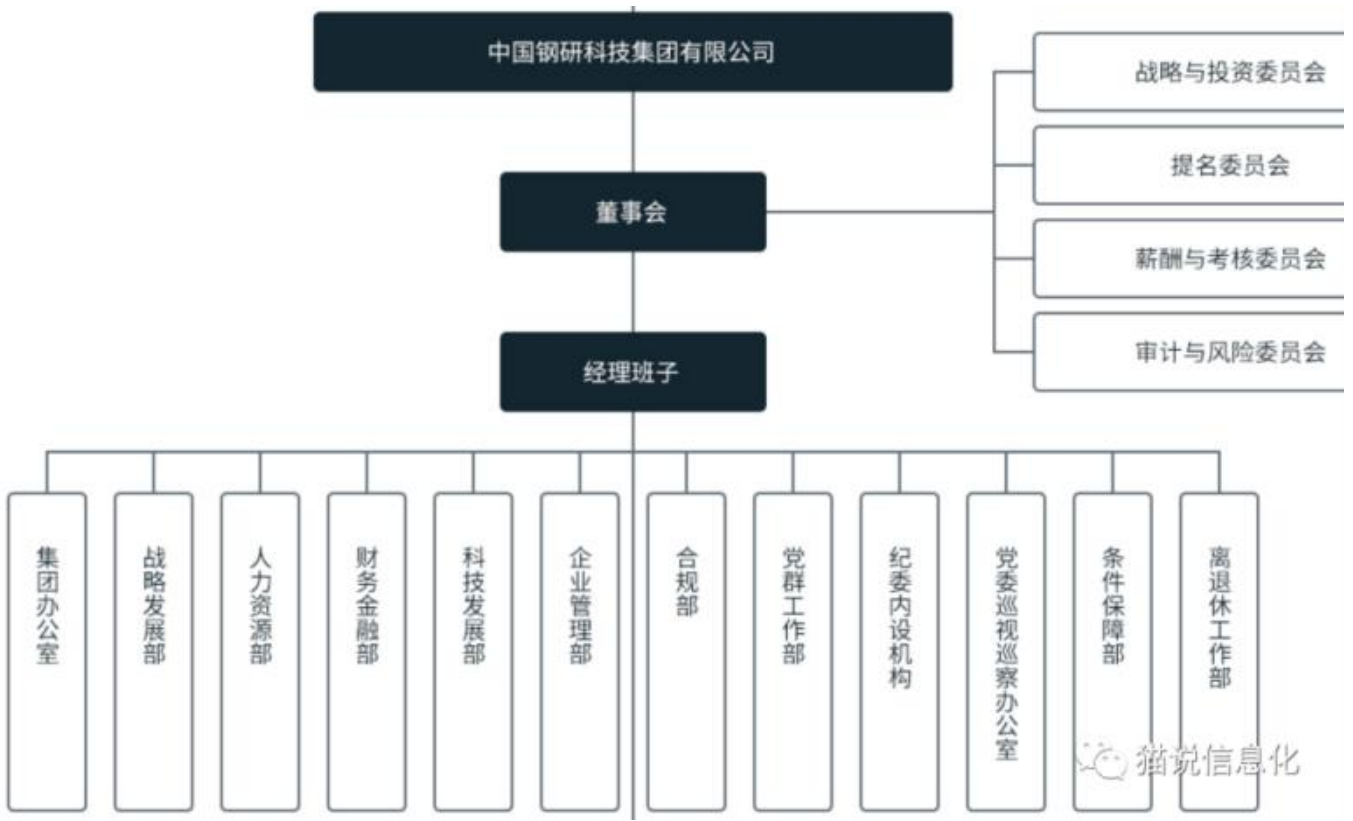 中国钢研科技集团有限公司
战略与投资委员会
提名委员会
董事会
薪酬与考核委员会
审计与风险委员会
经理班子
集团办公室
战略发展部
人力资源部
财务金融部
科技发展部
企业管理部
合规部
党群工作部
纪委内设机构
党委巡视巡察办公室
条件保障部
离退休工作部
猫说信息化